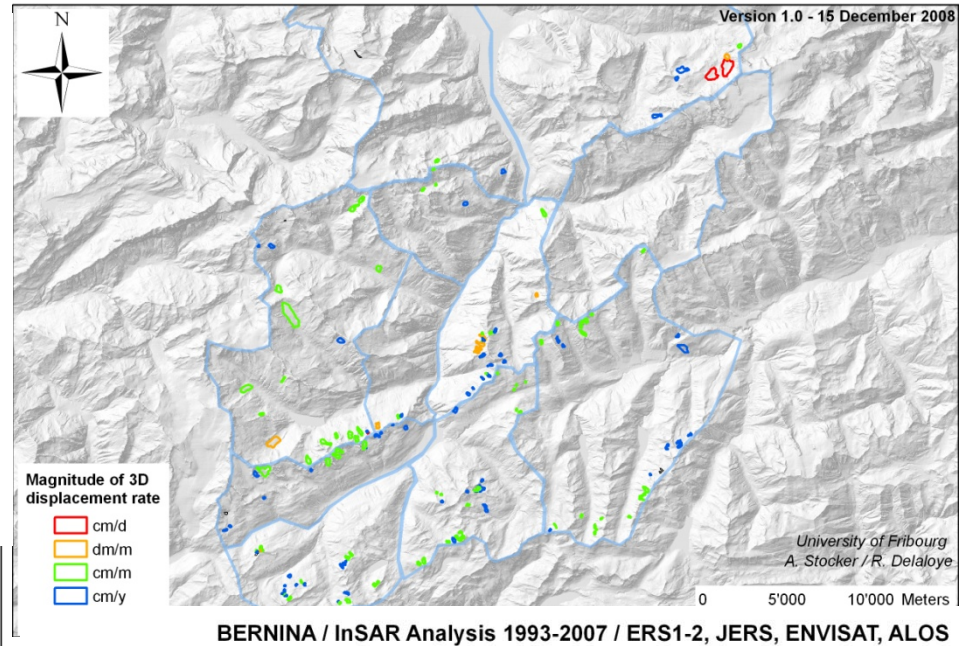 Version 1.0 - 15 December 2008
N
Magnitude of 3D
displacement rate
cm/d
dm/m
cm/m
cm/y
University of Fribourg
A. Stocker / R. Delaloye
0 5'000 10'000 Meters
BERNINA / InSAR Analysis 1993-2007 / ERS1-2, JERS, ENVISAT, ALOS